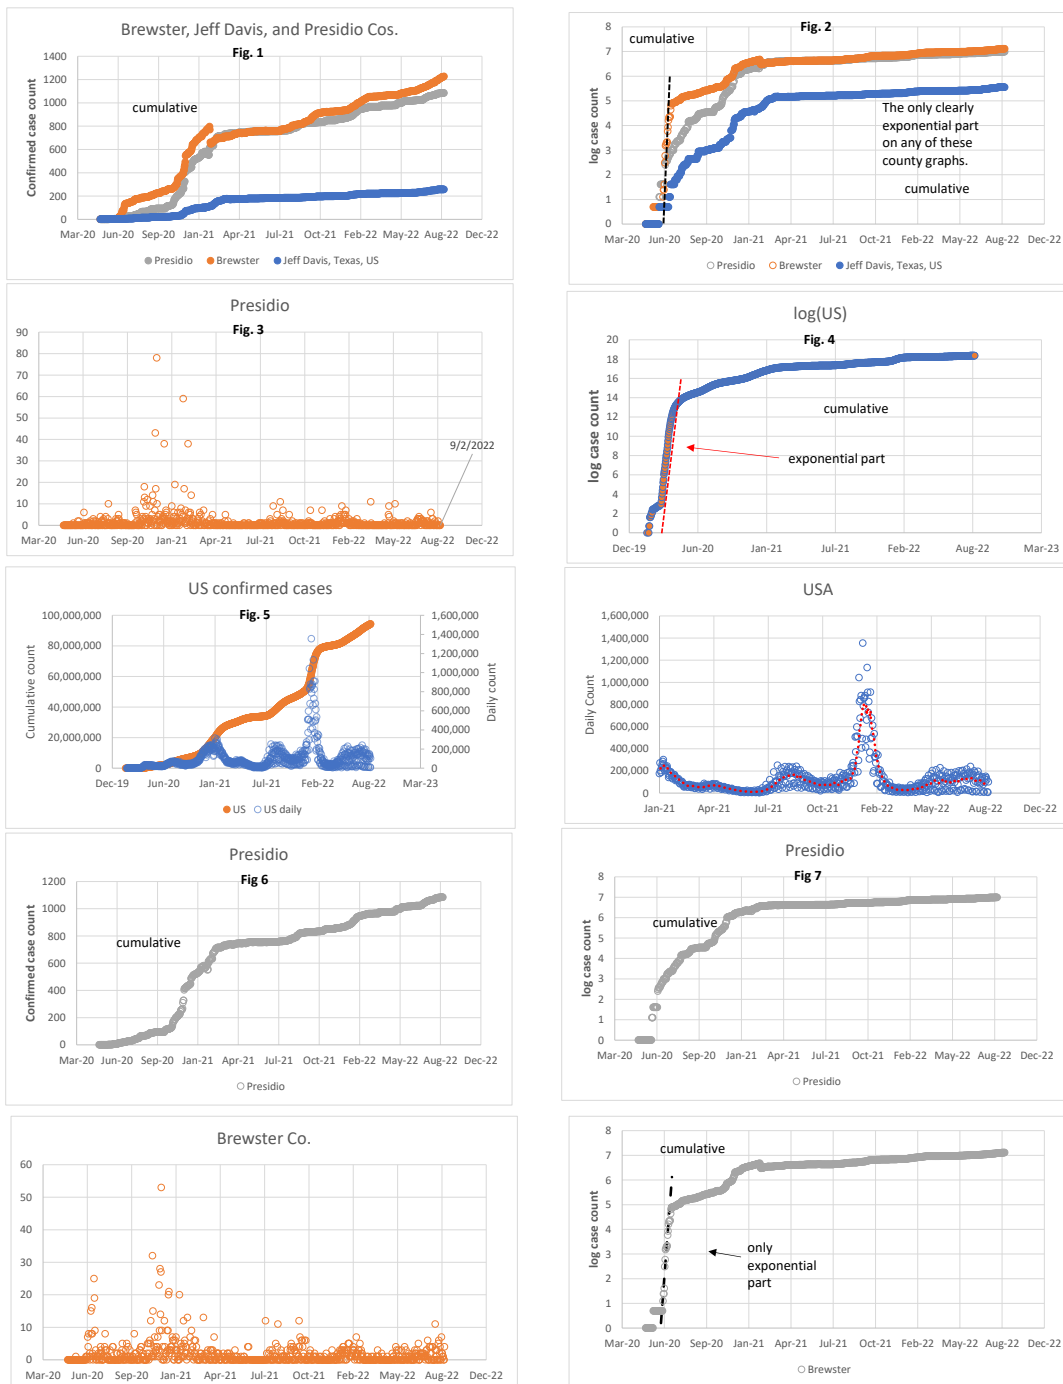 Brewster, Jeff Davis, and Presidio Cos.
Fig. 1
cumulative
Confirmed case count
1400
1200
1000
800
600
400
200
0
Mar-20 Jun-20 Sep-20 Jan-21 Apr-21 Jul-21 Oct-21 Feb-22 May-22 Aug-22 Dec-22
Presidio Brewster Jeff Davis, Texas, US
Fig. 2
cumulative
log case count
8
7
6
5
4
3
2
1
0
The only clearly
exponential part
on any of these
county graphs.
cumulative
Mar-20 Jun-20 Sep-20 Jan-21 Apr-21 Jul-21 Oct-21 Feb-22 May-22 Aug-22 Dec-22
Presidio Brewster Jeff Davis, Texas, US
Presidio
Fig. 3
90
80
70
60
50
40
30
20
10
0
9/2/2022
Mar-20 Jun-20 Sep-20 Jan-21 Apr-21 Jul-21 Oct-21 Feb-22 May-22 Aug-22 Dec-22
log(US)
Fig. 4
log case count
20
18
16
14
12
10
8
6
4
2
0
cumulative
exponential part
Dec-19 Jun-20 Jan-21 Jul-21 Feb-22 Aug-22 Mar-23
US confirmed cases
Fig. 5
Cumulative count
100,000,000
80,000,000
60,000,000
40,000,000
20,000,000
0
1,600,000
1,400,000
1,200,000
1,000,000
800,000
600,000
400,000
200,000
0
Daily count
Dec-19 Jun-20 Jan-21 Jul-21 Feb-22 Aug-22 Mar-23
US US daily
USA
Daily Count
1,600,000
1,400,000
1,200,000
1,000,000
800,000
600,000
400,000
200,000
0
Jan-21 Apr-21 Jul-21 Oct-21 Feb-22 May-22 Aug-22 Dec-22
Presidio
Fig 6
cumulative
Confirmed case count
1200
1000
800
600
400
200
0
Mar-20 Jun-20 Sep-20 Jan-21 Apr-21 Jul-21 Oct-21 Feb-22 May-22 Aug-22 Dec-22
Presidio
Presidio
Fig 7
cumulative
log case count
8
7
6
5
4
3
2
1
0
Mar-20 Jun-20 Sep-20 Jan-21 Apr-21 Jul-21 Oct-21 Feb-22 May-22 Aug-22 Dec-22
Presidio
Brewster Co.
60
50
40
30
20
10
0
Mar-20 Jun-20 Sep-20 Jan-21 Apr-21 Jul-21 Oct-21 Feb-22 May-22 Aug-22 Dec-22
cumulative
log case count
8
7
6
5
4
3
2
1
0
only
exponential
part
Mar-20 Jun-20 Sep-20 Jan-21 Apr-21 Jul-21 Oct-21 Feb-22 May-22 Aug-22 Dec-22
Brewster